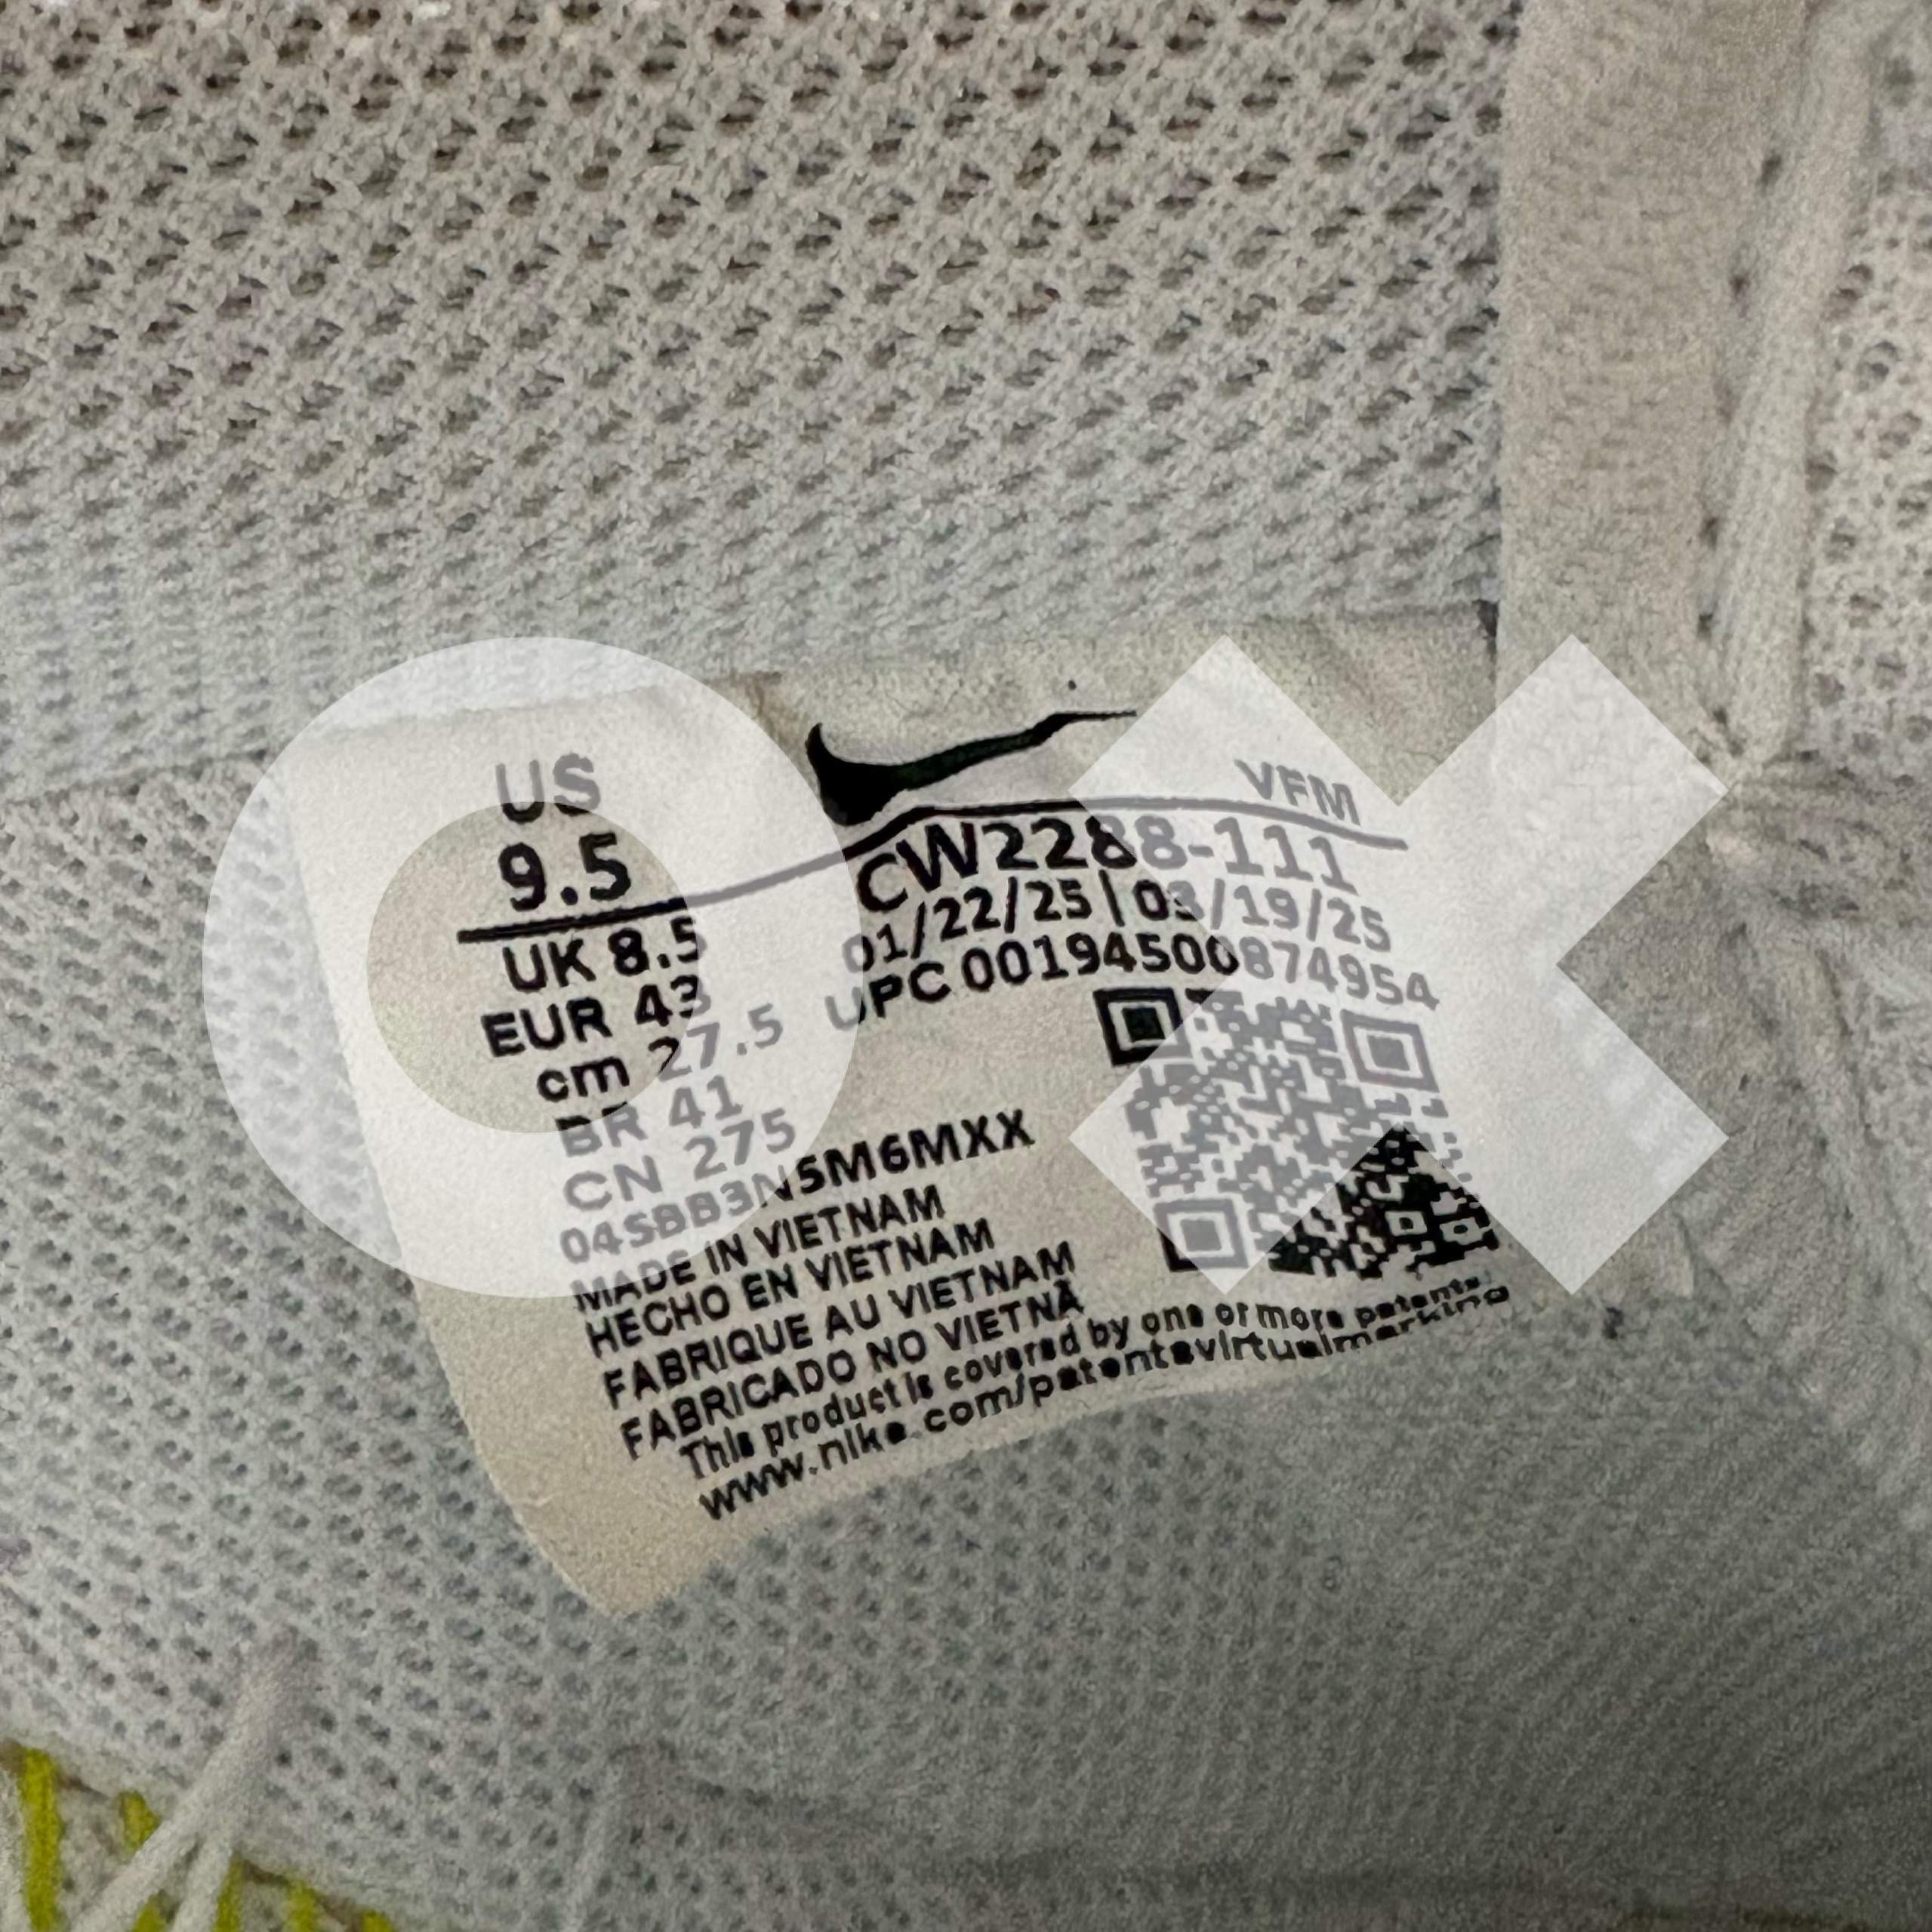 US
9.5
UK 8.5
EUR 43
cm 27.5
BR 41
CN 275
VFM
CW2288-111
01/22/25 | 03/19/25
UPC 00194500874954
04SBB3N5M6MXX
MADE IN VIETNAM
HECHO EN VIETNAM
FABRIQUE AU VIETNAM
FABRICADO NO VIETNÃ
This product is covered by one or more patents:
www.nike.com/patentsvirtualmarking
OX